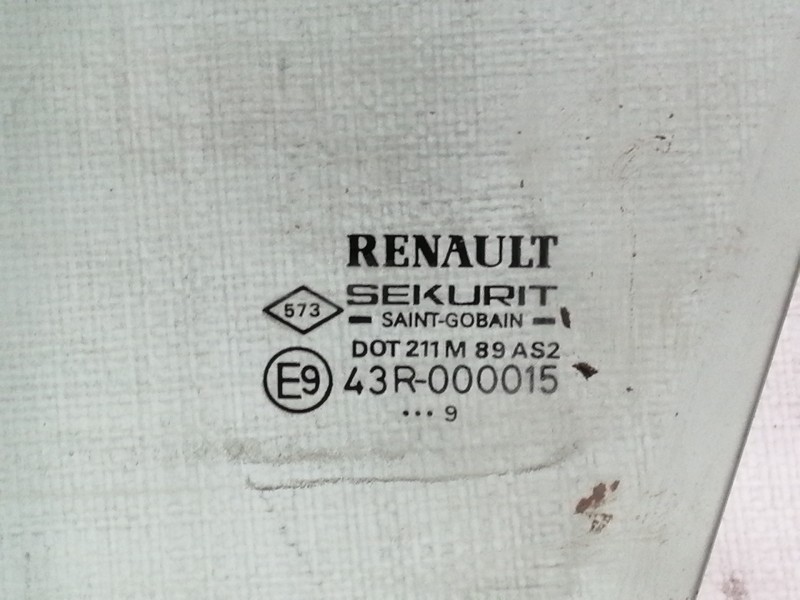 RENAULT
573 SEKURIT
SAINT-GOBAIN
DOT 211 M 89 AS2
E9 43R-000015
••• 9